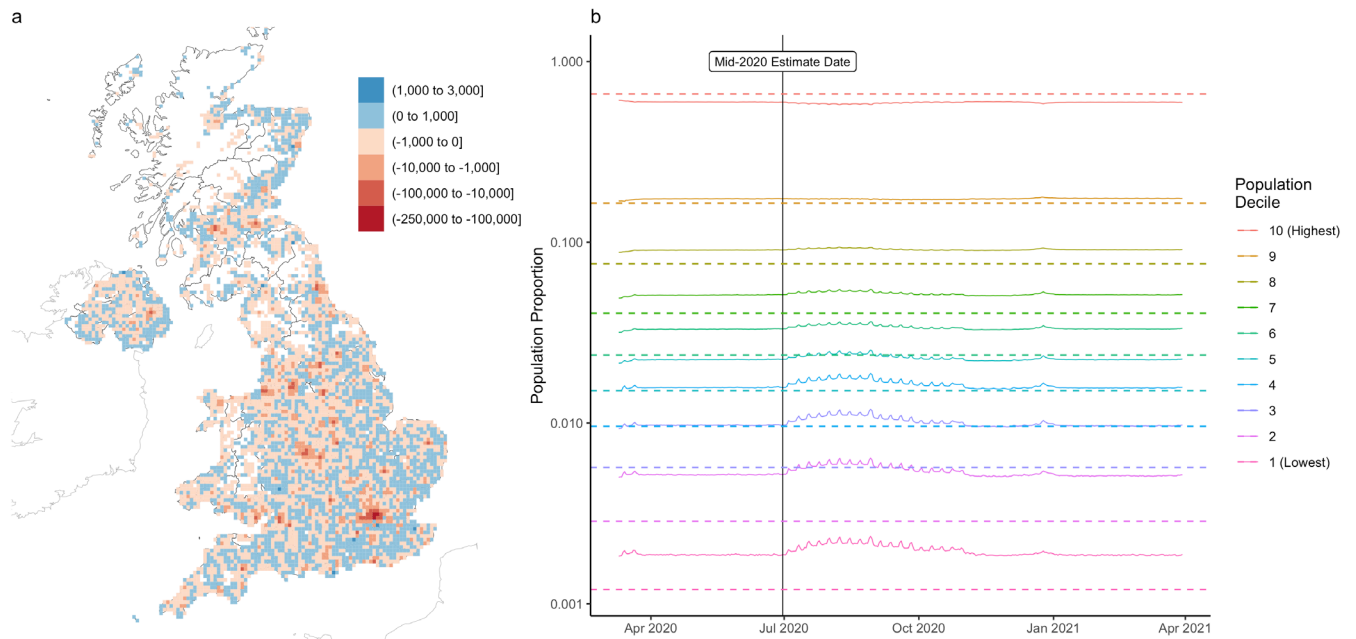 a
(1,000 to 3,000]
(0 to 1,000]
(-1,000 to 0]
(-10,000 to -1,000]
(-100,000 to -10,000]
(-250,000 to -100,000]
b
Population Proportion
1.000
0.100
0.010
0.001
Mid-2020 Estimate Date
Apr 2020
Jul 2020
Oct 2020
Jan 2021
Apr 2021
Population
Decile
10 (Highest)
9
8
7
6
5
4
3
2
1 (Lowest)